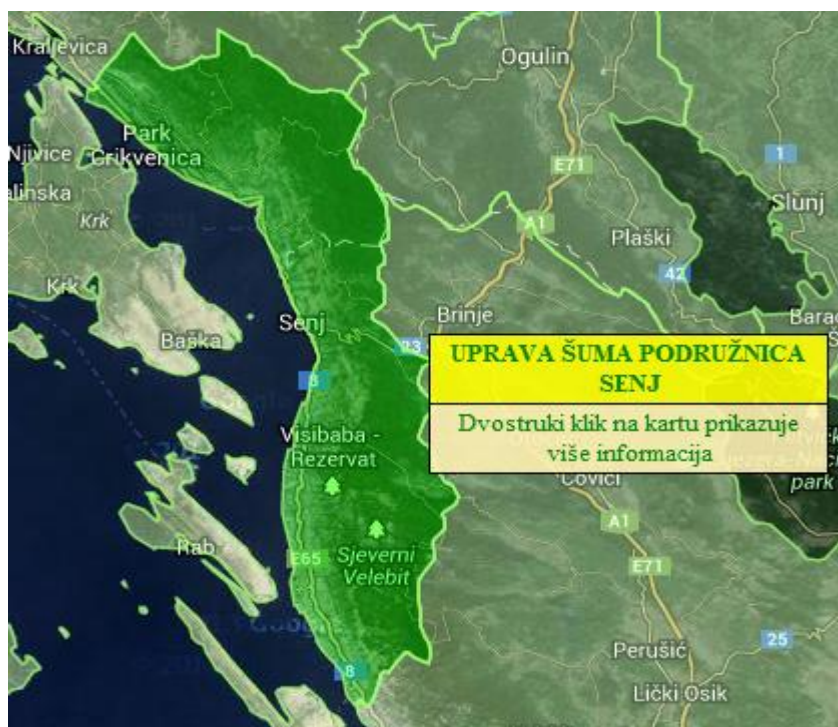 Kraljevica
Ogulin
Park
Crikvenica
Njivice
alinska
Krk
Krk
E71
1
Slunj
A1
Plaški
42
Baška
Senj
Brinje
23
8
UPRAVA ŠUMA PODRUŽNICA
SENJ
Dvostruki klik na kartu prikazuje
više informacija
Visibaba -
Rezervat
park
Čovići
Rab
E65
Sjeverni
Velebit
A1
E71
8
25
Perušić
Lički Osik